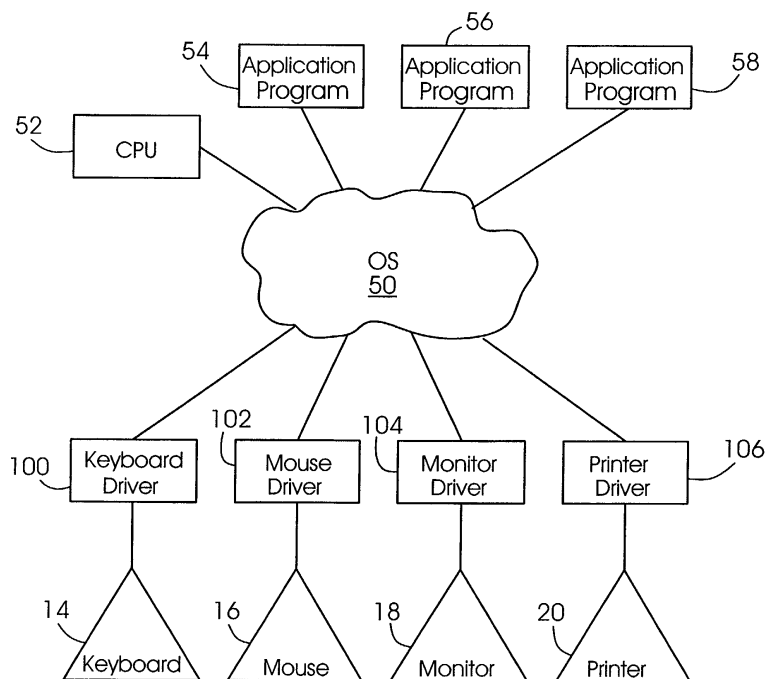 56
54
Application
Program
Application
Program
Application
Program
58
52
CPU
OS
50
100
Keyboard
Driver
102
Mouse
Driver
104
Monitor
Driver
Printer
Driver
106
14
Keyboard
16
Mouse
18
Monitor
20
Printer